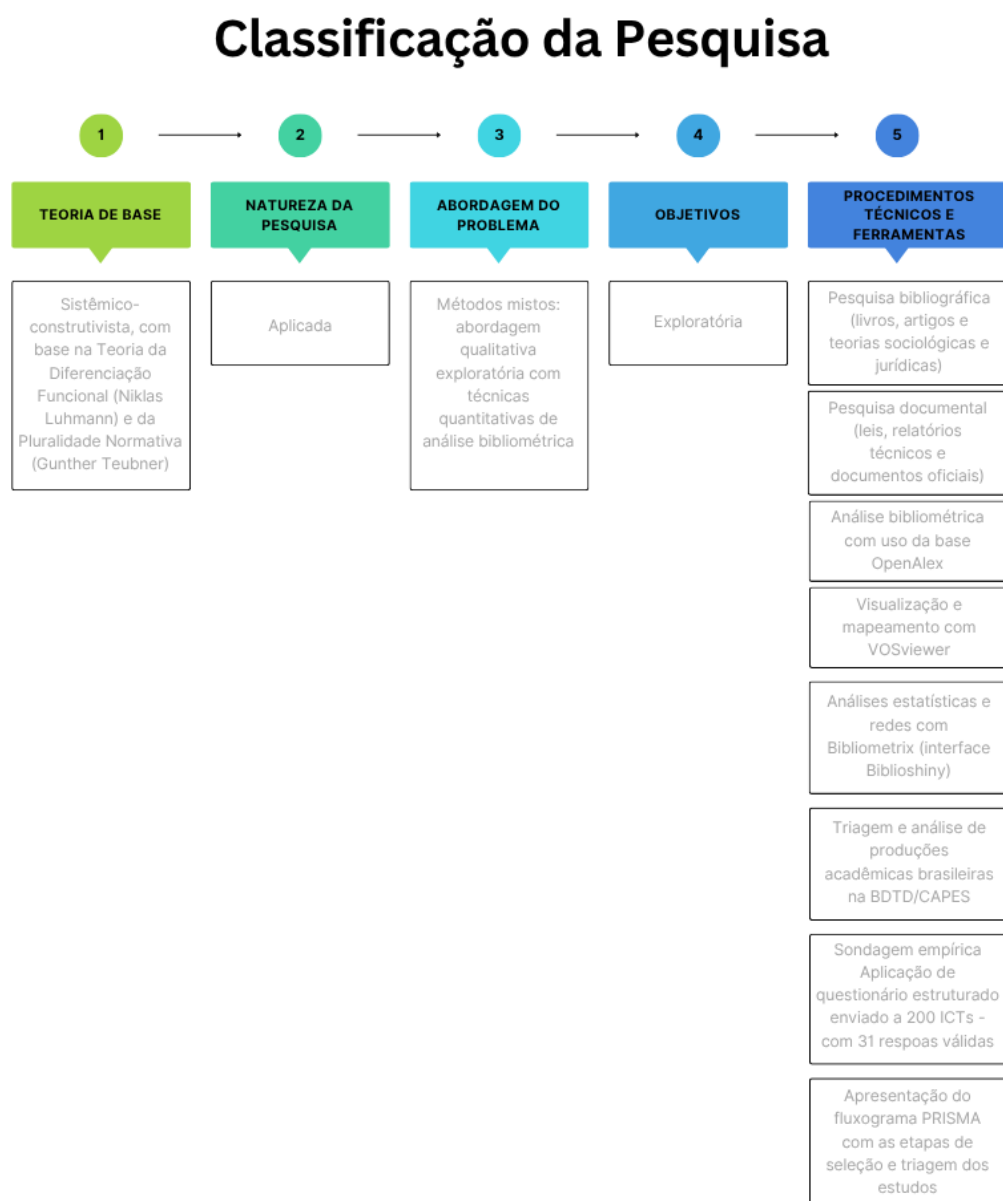 Classificação da Pesquisa
1
2
3
4
5
TEORIA DE BASE
NATUREZA DA
PESQUISA
ABORDAGEM DO
PROBLEMA
OBJETIVOS
PROCEDIMENTOS
TÉCNICOS E
FERRAMENTAS
Sistêmico-
construtivista, com
base na Teoria da
Diferenciação
Funcional (Niklas
Luhmann) e da
Pluralidade Normativa
(Gunther Teubner)
Aplicada
Métodos mistos:
abordagem
qualitativa
exploratória com
técnicas
quantitativas de
análise bibliométrica
Exploratória
Pesquisa bibliográfica
(livros, artigos e
teorias sociológicas e
jurídicas)
Pesquisa documental
(leis, relatórios
técnicos e
documentos oficiais)
Análise bibliométrica
com uso da base
OpenAlex
Visualização e
mapeamento com
VOSviewer
Análises estatísticas e
redes com
Bibliometrix (interface
Biblioshiny)
Triagem e análise de
produções
acadêmicas brasileiras
na BDTD/CAPES
Sondagem empírica
Aplicação de
questionário estruturado
enviado a 200 ICTs -
com 31 respoas válidas
Apresentação do
fluxograma PRISMA
com as etapas de
seleção e triagem dos
estudos